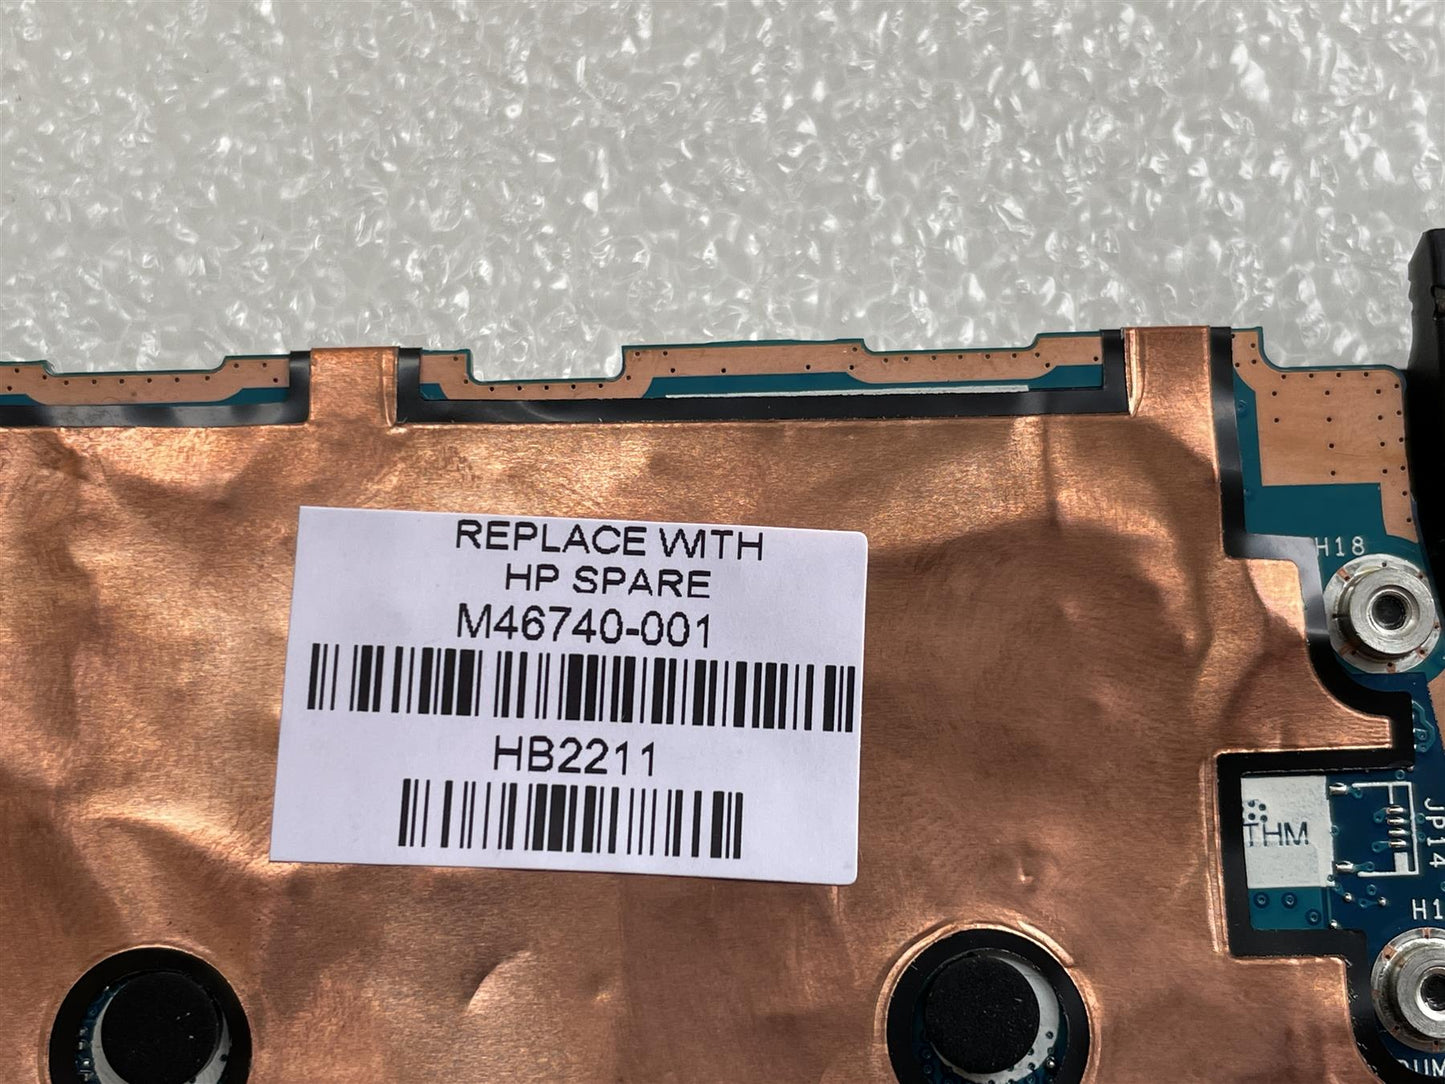 REPLACE WITH
HP SPARE
M46740-001
HB2211
H18
THM
JP14